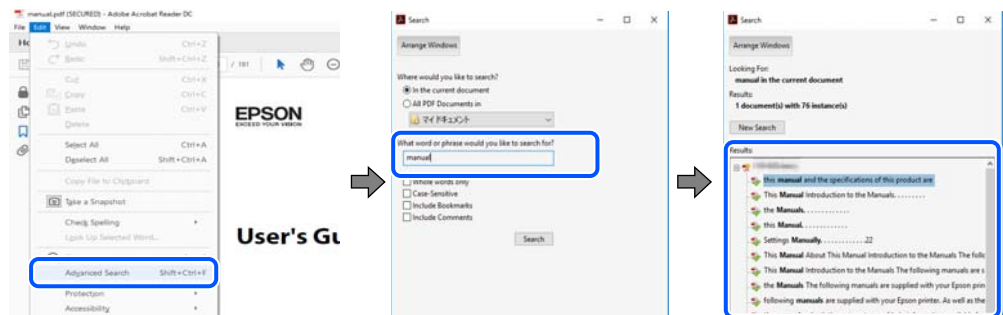 manual.pdf (SECURED) - Adobe Acrobat Reader DC
File Edit View Window Help
Undo Ctrl+Z
Redo Shift+Ctrl+Z
Cut Ctrl+X
Copy Ctrl+C
Paste Ctrl+V
Delete
Select All Ctrl+A
Deselect All Shift+Ctrl+A
Copy File to Clipboard
Take a Snapshot
Check Spelling
Look Up Selected Word...
Advanced Search Shift+Ctrl+F
Protection
Accessibility
/ 181
EPSON
EXCEED YOUR VISION
User's Gu
Search
Arrange Windows
Where would you like to search?
In the current document
All PDF Documents in
マイ ドキュメント
What word or phrase would you like to search for?
manual
Whole words only
Case-Sensitive
Include Bookmarks
Include Comments
Search
Search
Arrange Windows
Looking For:
manual in the current document
Results:
1 document(s) with 76 instance(s)
New Search
Results:
this manual and the specifications of this product are
This Manual Introduction to the Manuals. . . . . . . . .
the Manuals. . . . . . . . . . . . .
this Manual. . . . . . . . . . . . .
Settings Manually. . . . . . . . . . . . .22
This Manual About This Manual Introduction to the Manuals The follo
This Manual Introduction to the Manuals The following manuals are s
the Manuals The following manuals are supplied with your Epson prin
following manuals are supplied with your Epson printer. As well as the